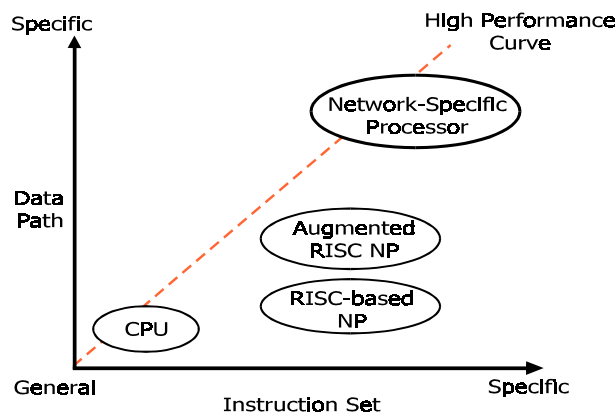 Specific
High Performance
Curve
Network-Specific
Processor
Data
Path
Augmented
RISC NP
RISC-based
NP
CPU
General
Instruction Set
Specific